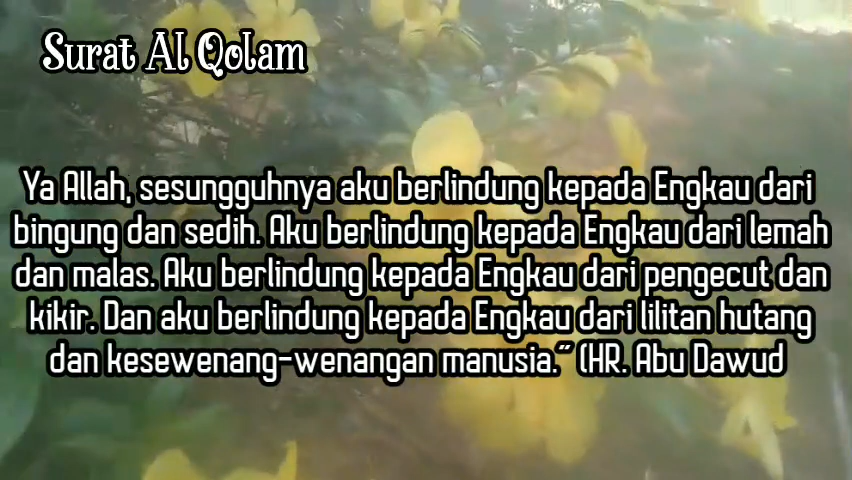 Surat Al Qolam
Ya Allah, sesungguhnya aku berlindung kepada Engkau dari
bingung dan sedih. Aku berlindung kepada Engkau dari lemah
dan malas. Aku berlindung kepada Engkau dari pengecut dan
kikir. Dan aku berlindung kepada Engkau dari lilitan hutang
dan kesewenang-wenangan manusia.” (HR. Abu Dawud